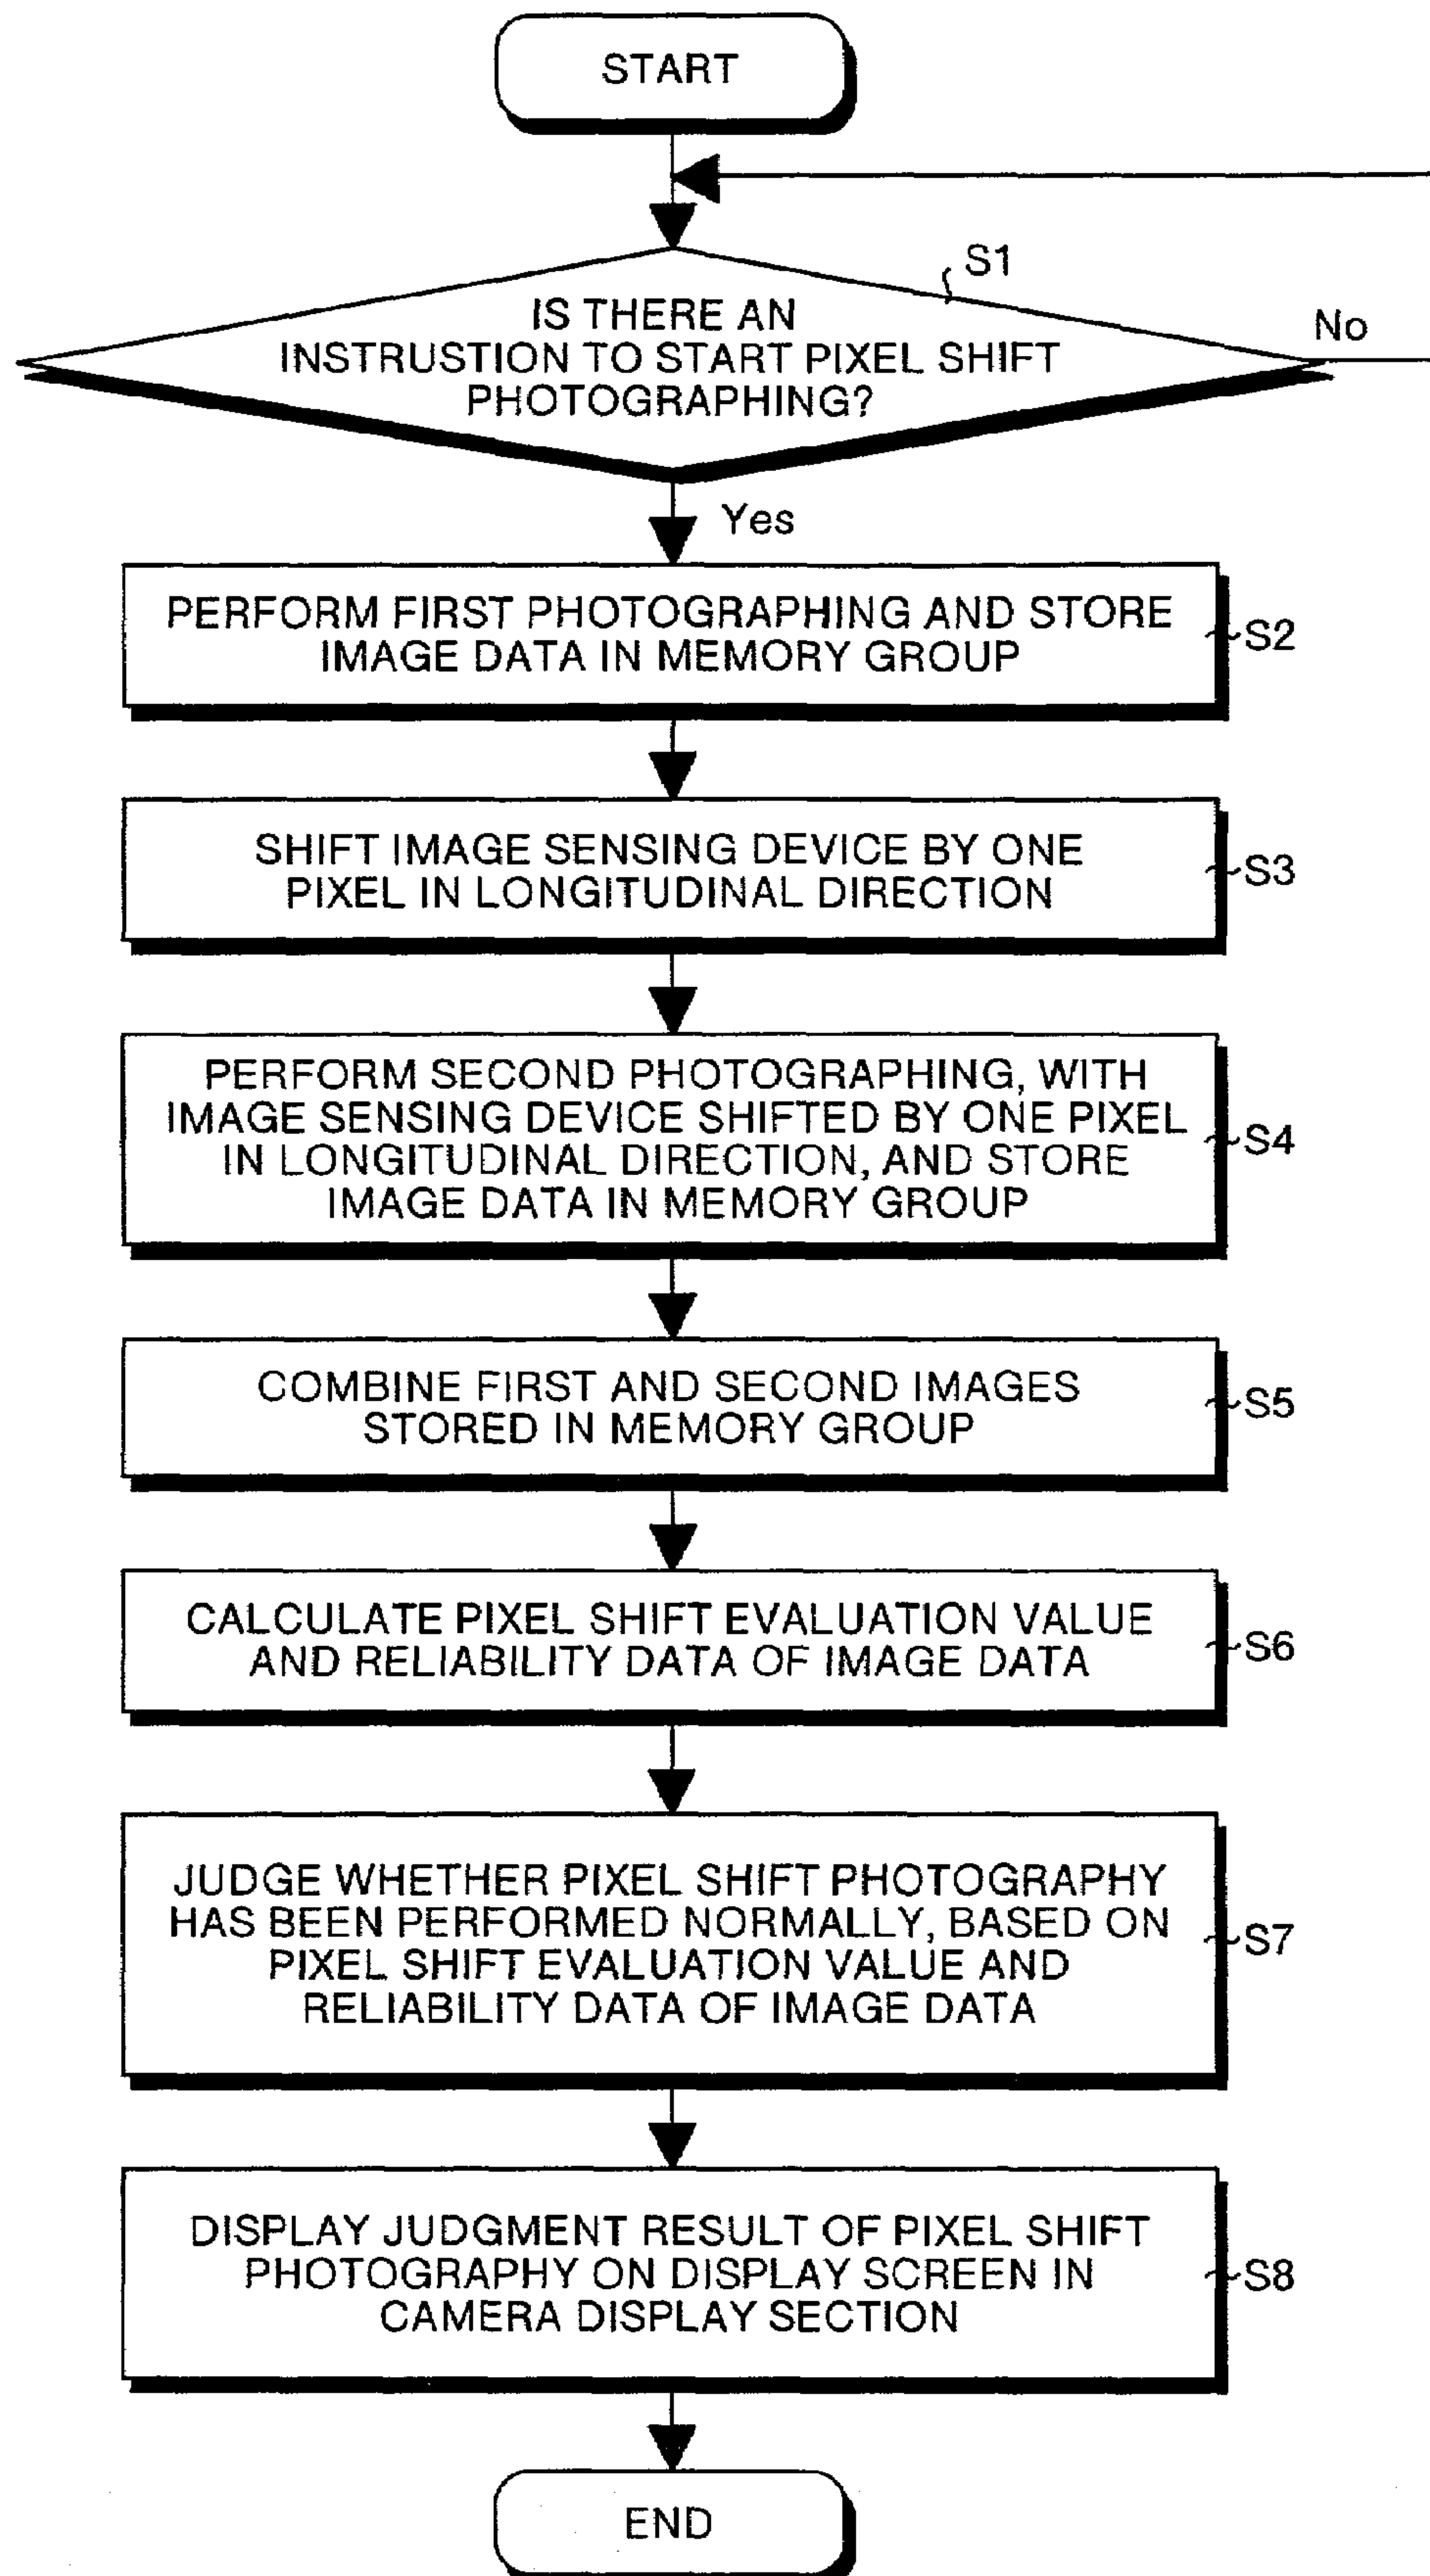 START
S1
IS THERE AN
INSTRUSTION TO START PIXEL SHIFT
PHOTOGRAPHING?
No
Yes
PERFORM FIRST PHOTOGRAPHING AND STORE
IMAGE DATA IN MEMORY GROUP
S2
SHIFT IMAGE SENSING DEVICE BY ONE
PIXEL IN LONGITUDINAL DIRECTION
S3
PERFORM SECOND PHOTOGRAPHING, WITH
IMAGE SENSING DEVICE SHIFTED BY ONE PIXEL
IN LONGITUDINAL DIRECTION, AND STORE
IMAGE DATA IN MEMORY GROUP
S4
COMBINE FIRST AND SECOND IMAGES
STORED IN MEMORY GROUP
S5
CALCULATE PIXEL SHIFT EVALUATION VALUE
AND RELIABILITY DATA OF IMAGE DATA
S6
JUDGE WHETHER PIXEL SHIFT PHOTOGRAPHY
HAS BEEN PERFORMED NORMALLY, BASED ON
PIXEL SHIFT EVALUATION VALUE AND
RELIABILITY DATA OF IMAGE DATA
S7
DISPLAY JUDGMENT RESULT OF PIXEL SHIFT
PHOTOGRAPHY ON DISPLAY SCREEN IN
CAMERA DISPLAY SECTION
S8
END